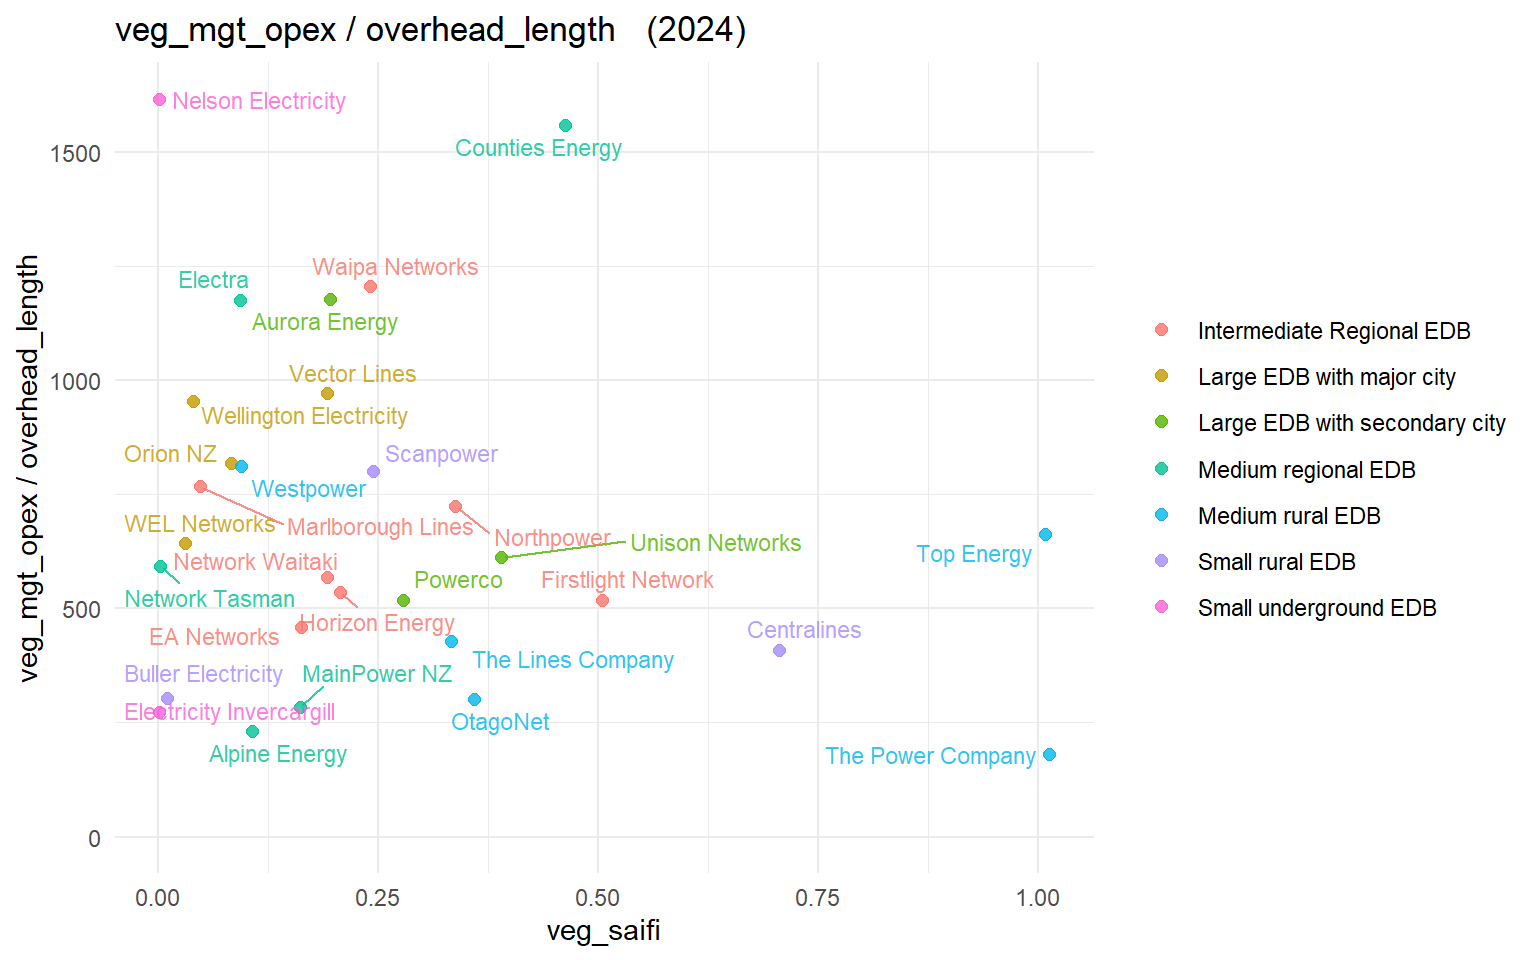 veg_mgt_opex / overhead_length (2024)
Nelson Electricity
Counties Energy
1500
Waipa Networks
Electra
Aurora Energy
Vector Lines
1000
Wellington Electricity
Orion NZ
Scanpower
Westpower
WEL Networks
Marlborough Lines
Northpower
Unison Networks
Top Energy
Network Waitaki
Powerco
Firstlight Network
Network Tasman
500
Horizon Energy
EA Networks
Centralines
The Lines Company
Buller Electricity
MainPower NZ
Electricity Invercargill
OtagoNet
Alpine Energy
The Power Company
0
0.00
0.25
0.50
0.75
1.00
veg_saifi
veg_mgt_opex / overhead_length
Intermediate Regional EDB
Large EDB with major city
Large EDB with secondary city
Medium regional EDB
Medium rural EDB
Small rural EDB
Small underground EDB